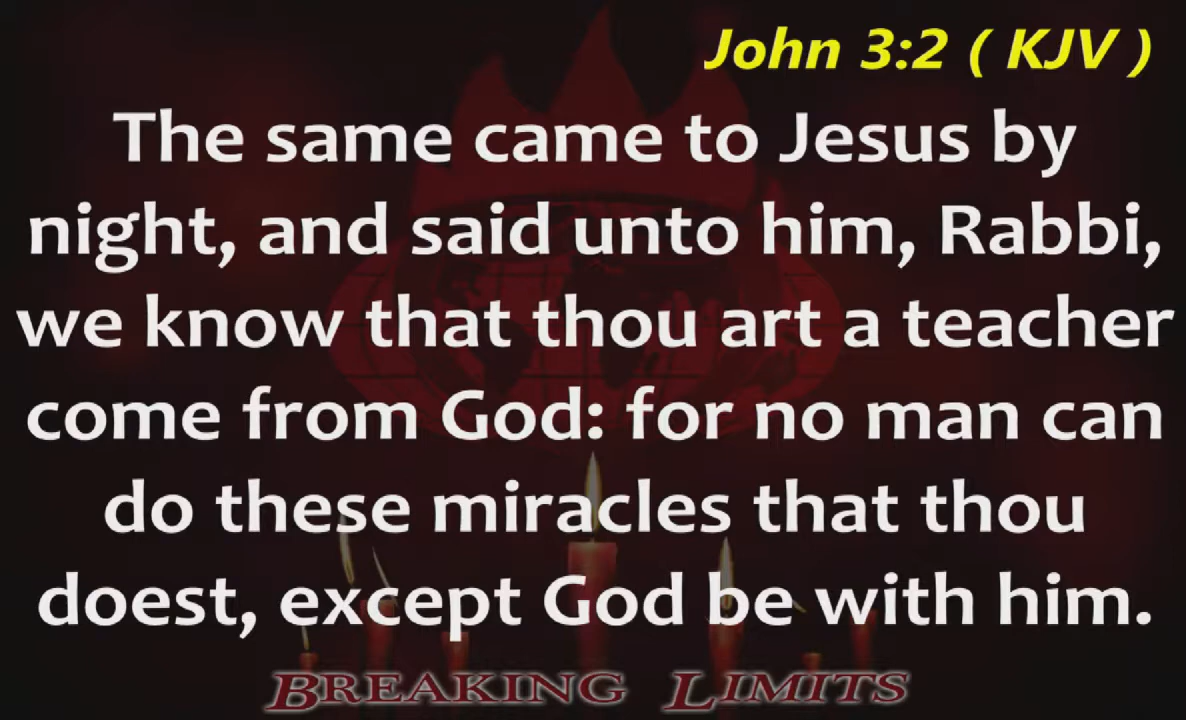 John 3:2 ( KJV )
The same came to Jesus by
night, and said unto him, Rabbi,
we know that thou art a teacher
come from God: for no man can
do these miracles that thou
doest, except God be with him.
BREAKING LIMITS